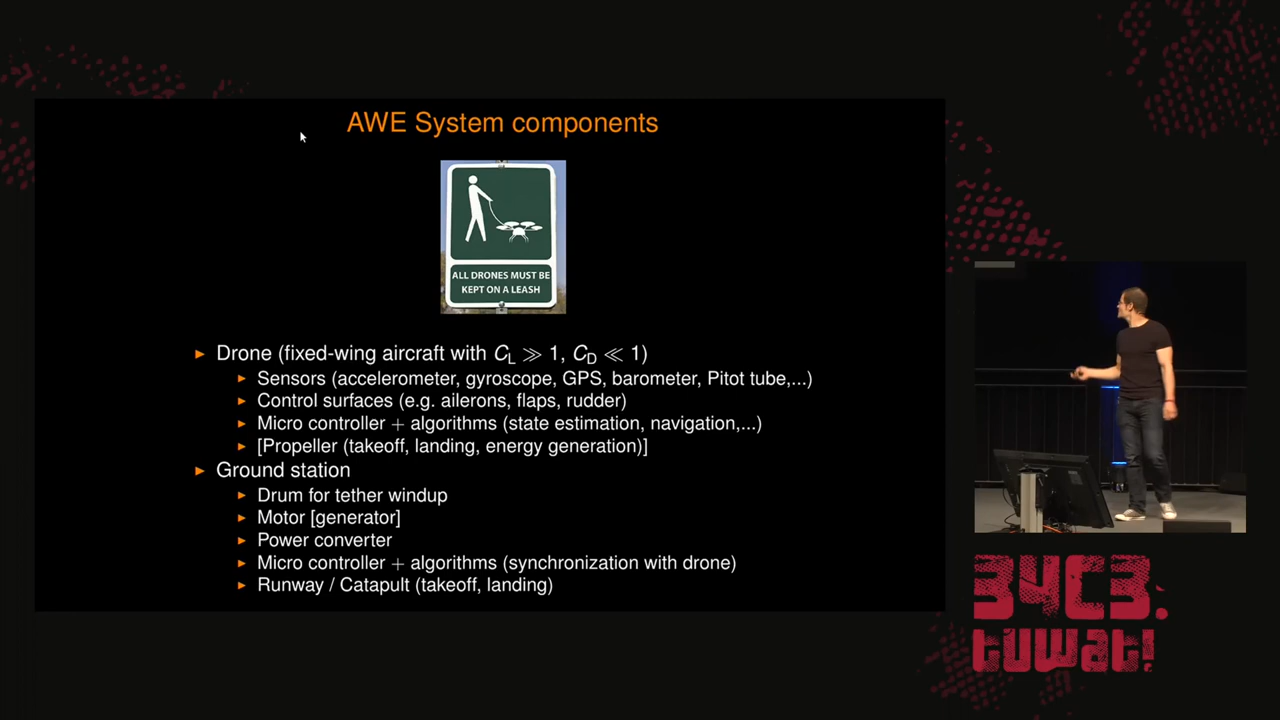 AWE System components
ALL DRONES MUST BE
KEPT ON A LEASH
► Drone (fixed-wing aircraft with C_L ≫ 1, C_D ≪ 1)
► Sensors (accelerometer, gyroscope, GPS, barometer, Pitot tube,...)
► Control surfaces (e.g. ailerons, flaps, rudder)
► Micro controller + algorithms (state estimation, navigation,...)
► [Propeller (takeoff, landing, energy generation)]
► Ground station
► Drum for tether windup
► Motor [generator]
► Power converter
► Micro controller + algorithms (synchronization with drone)
► Runway / Catapult (takeoff, landing)
34C3.
tuwat!